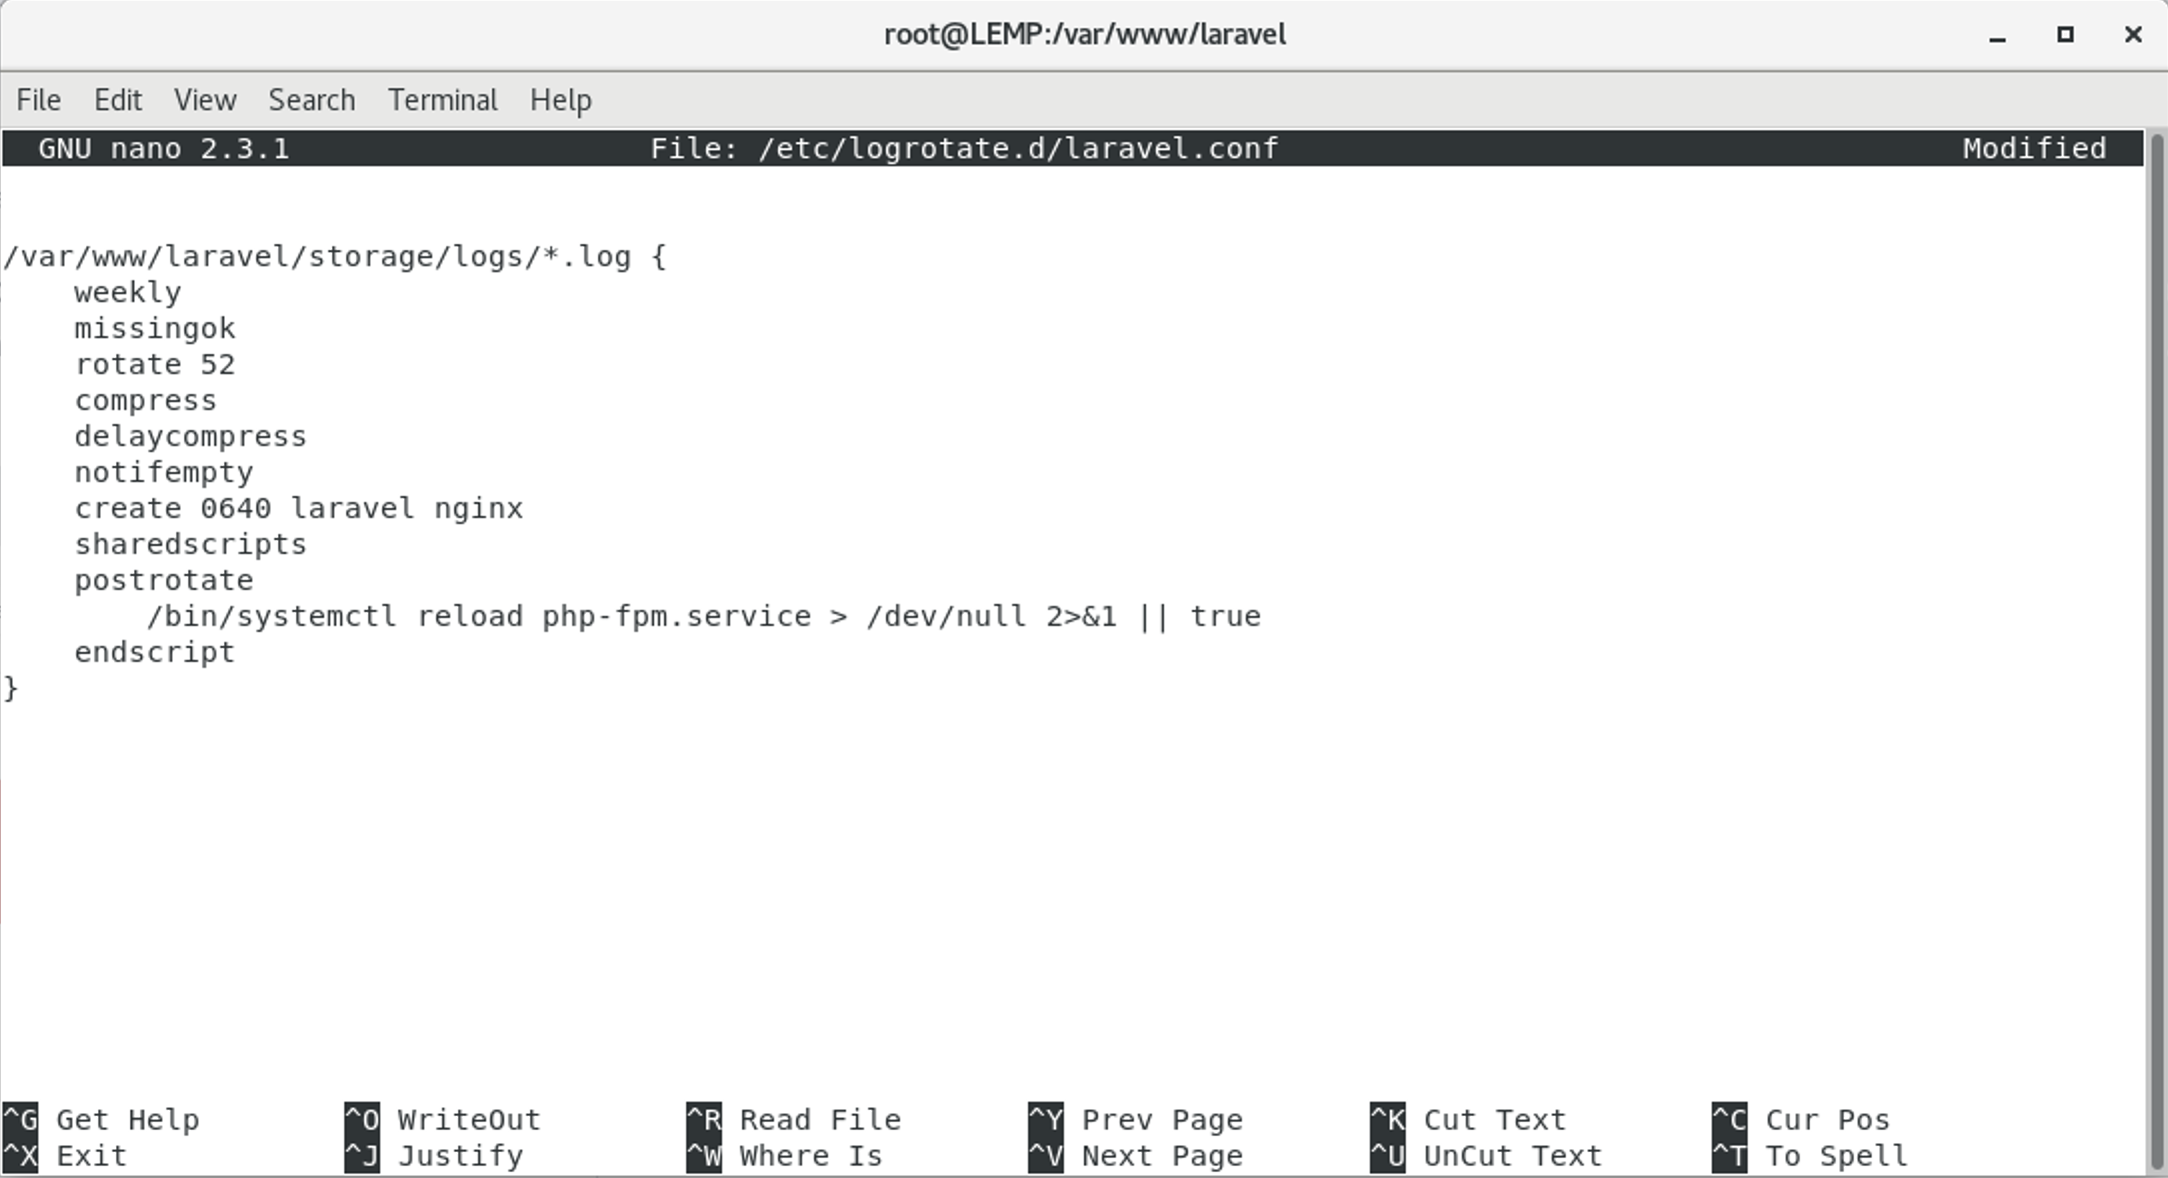 root@LEMP:/var/www/laravel
File Edit View Search Terminal Help
GNU nano 2.3.1 File: /etc/logrotate.d/laravel.conf Modified
/var/www/laravel/storage/logs/*.log {
    weekly
    missingok
    rotate 52
    compress
    delaycompress
    notifempty
    create 0640 laravel nginx
    sharedscripts
    postrotate
        /bin/systemctl reload php-fpm.service > /dev/null 2>&1 || true
    endscript
}
^G Get Help ^O WriteOut ^R Read File ^Y Prev Page ^K Cut Text ^C Cur Pos
^X Exit ^J Justify ^W Where Is ^V Next Page ^U UnCut Text ^T To Spell